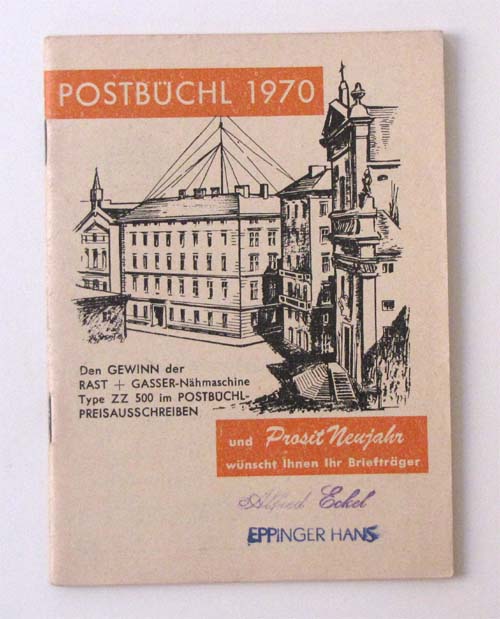 POSTBÜCHL 1970
Den GEWINN der
RAST + GASSER-Nähmaschine
Type ZZ 500 im POSTBÜCHL-
PREISAUSSCHREIBEN
und Prosit Neujahr
wünscht Ihnen Ihr Briefträger
Alfred Eckel
EPPINGER HANS